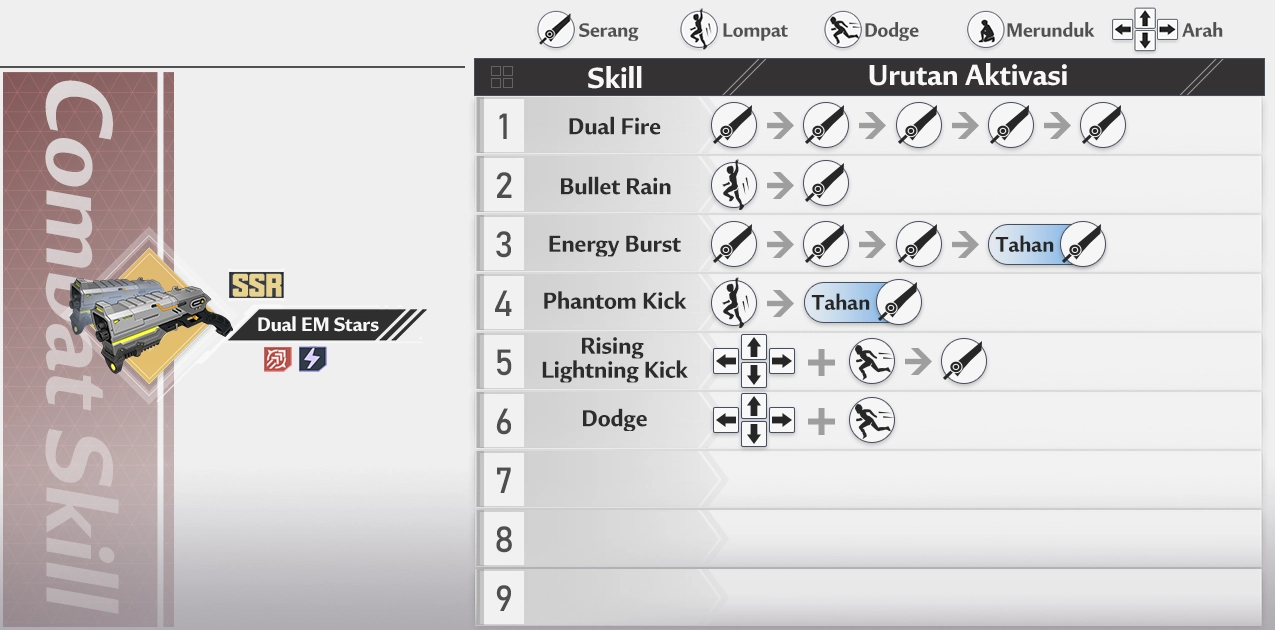 Serang
Lompat
Dodge
Merunduk
Arah
Combat Skill
SSR
Dual EM Stars
Skill
Urutan Aktivasi
1 Dual Fire
2 Bullet Rain
3 Energy Burst Tahan
4 Phantom Kick Tahan
5 Rising
Lightning Kick
6 Dodge
7
8
9